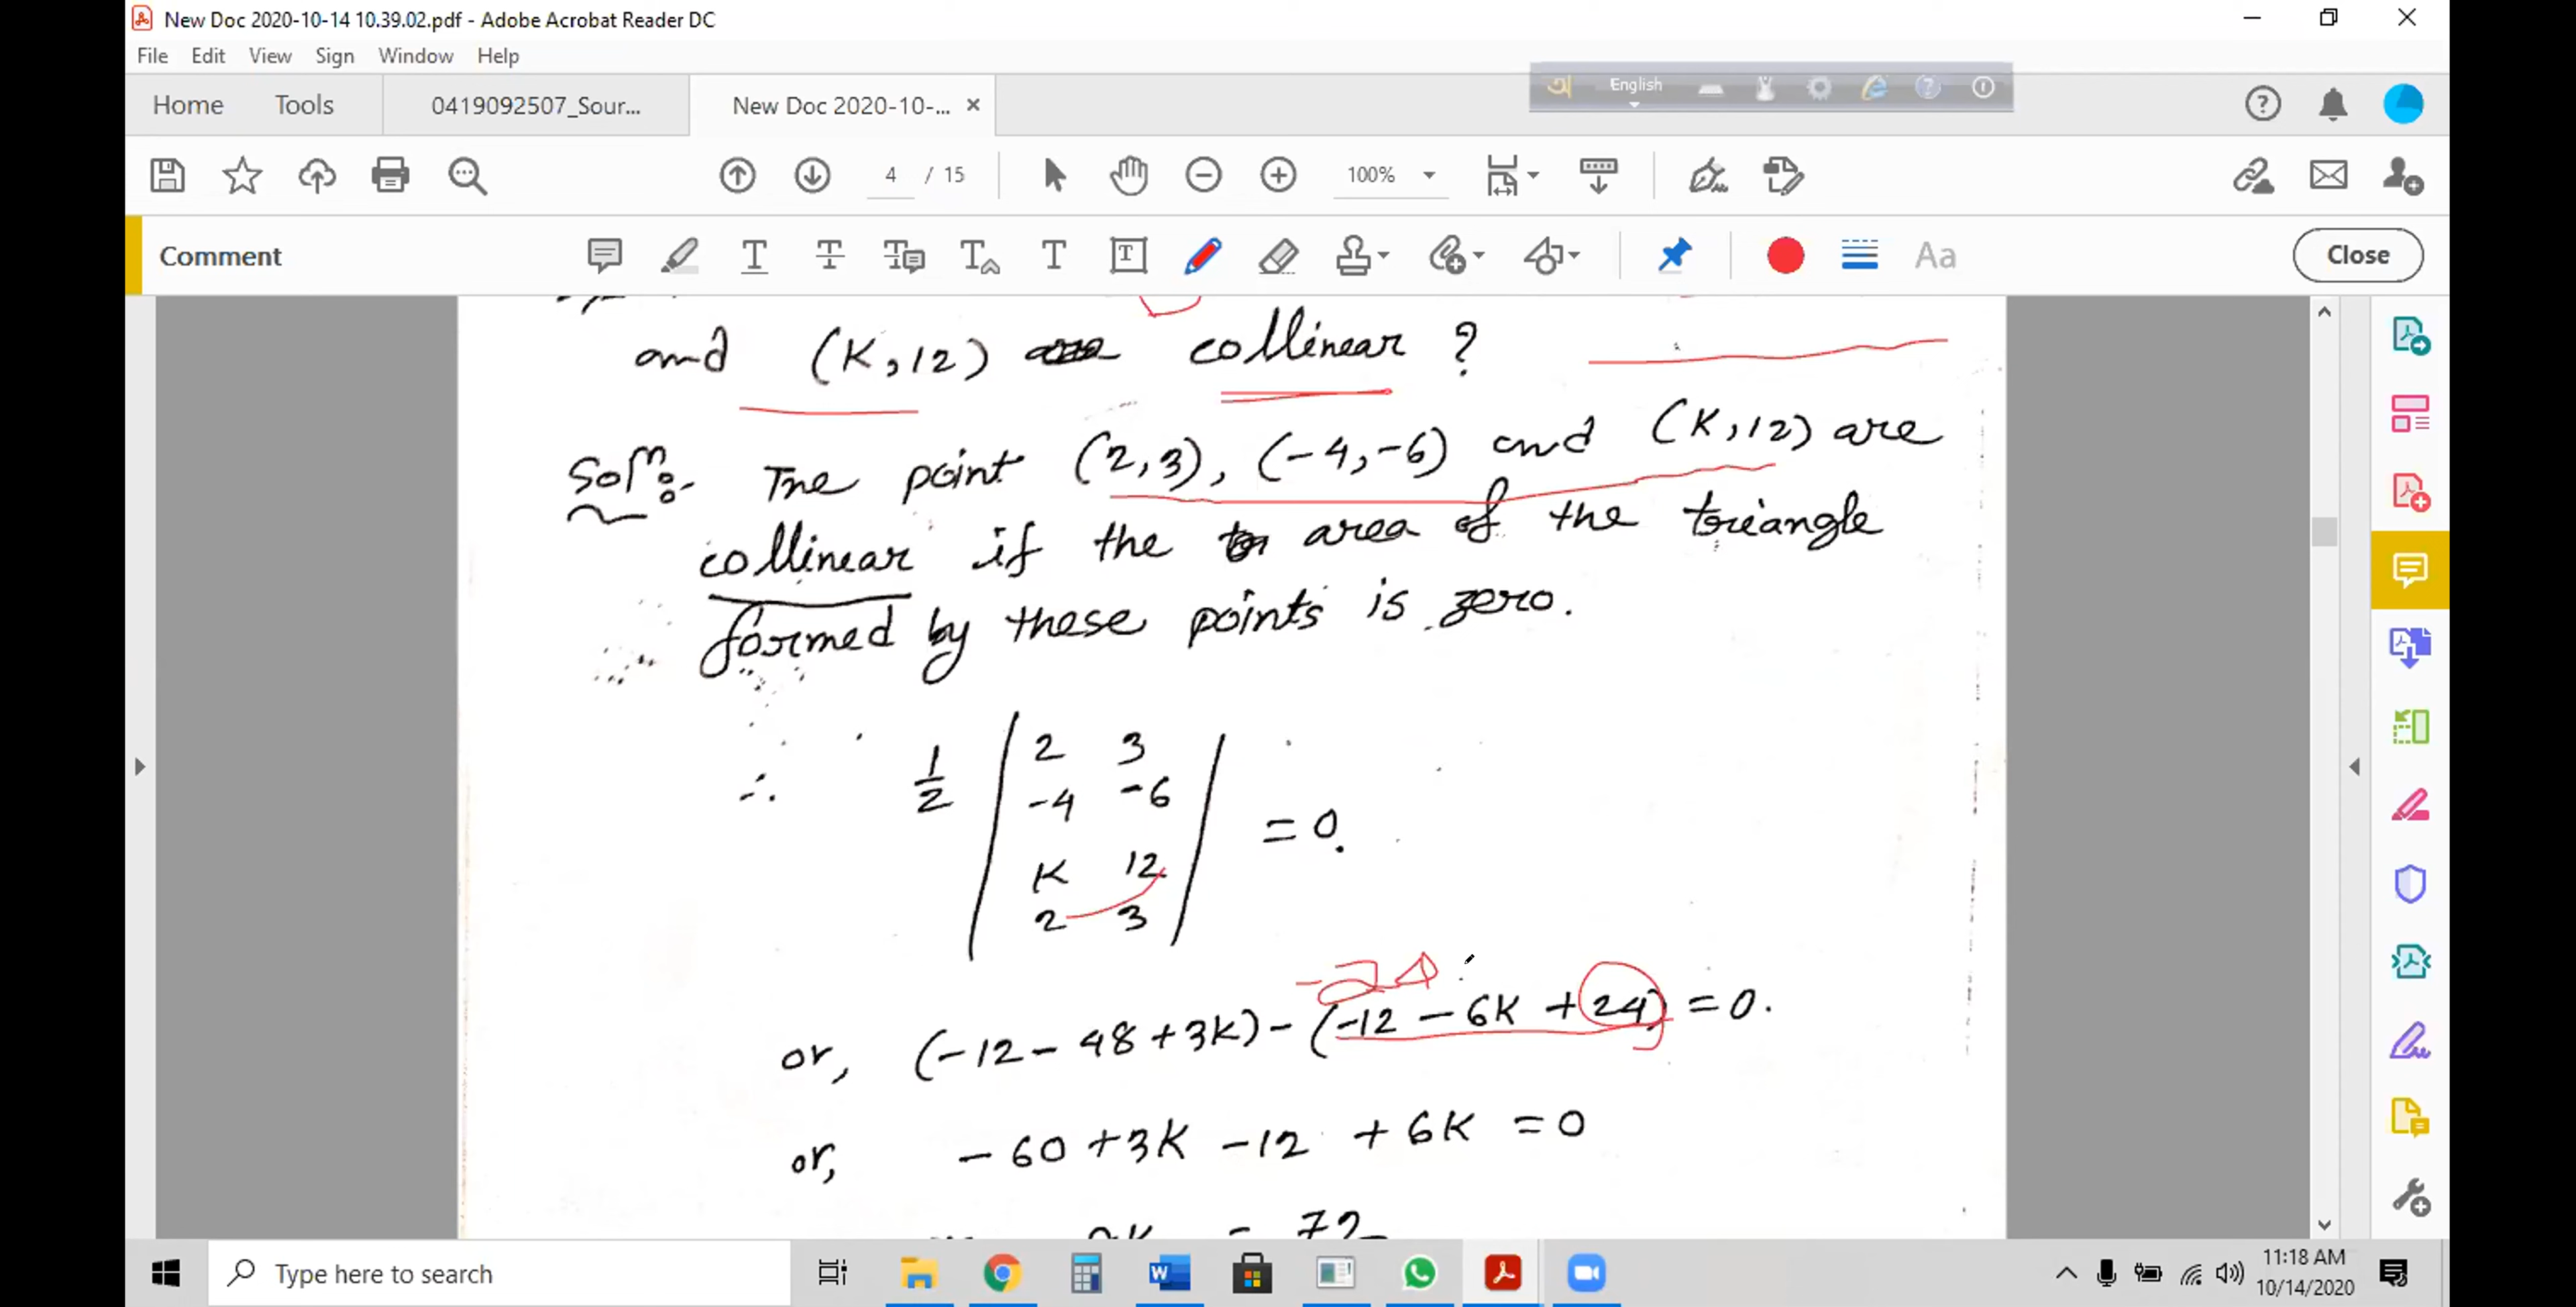 New Doc 2020-10-14 10.39.02.pdf - Adobe Acrobat Reader DC
File Edit View Sign Window Help
English
Home Tools 0419092507_Sour... New Doc 2020-10-...
4 / 15 100%
Comment Aa Close
and (K,12) collinear ?
Soln:- The point (2,3), (-4,-6) and (K,12) are
collinear if the area of the triangle
formed by these points is zero.
∴ 1/2 | 2 3
-4 -6
= 0.
K 12
2 3 |
-24
or, (-12 - 48 + 3K) - (-12 - 6K + 24) = 0.
or, - 60 + 3K - 12 + 6K = 0
9K = 72
Type here to search
11:18 AM
10/14/2020